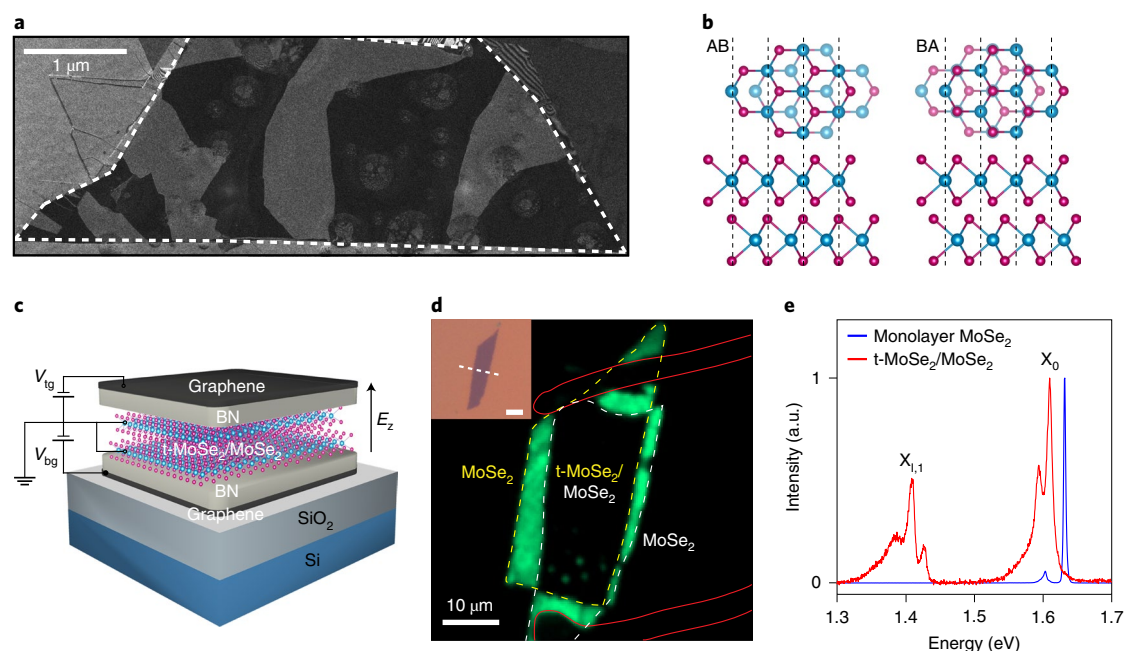 a
1 μm
b
AB
BA
c
V_tg
V_bg
Graphene
BN
t-MoSe₂/MoSe₂
BN
Graphene
SiO₂
Si
E_z
d
MoSe₂
t-MoSe₂/
MoSe₂
MoSe₂
10 μm
e
Monolayer MoSe₂
t-MoSe₂/MoSe₂
X₀
X_I,1
Intensity (a.u.)
1
0
1.3 1.4 1.5 1.6 1.7
Energy (eV)